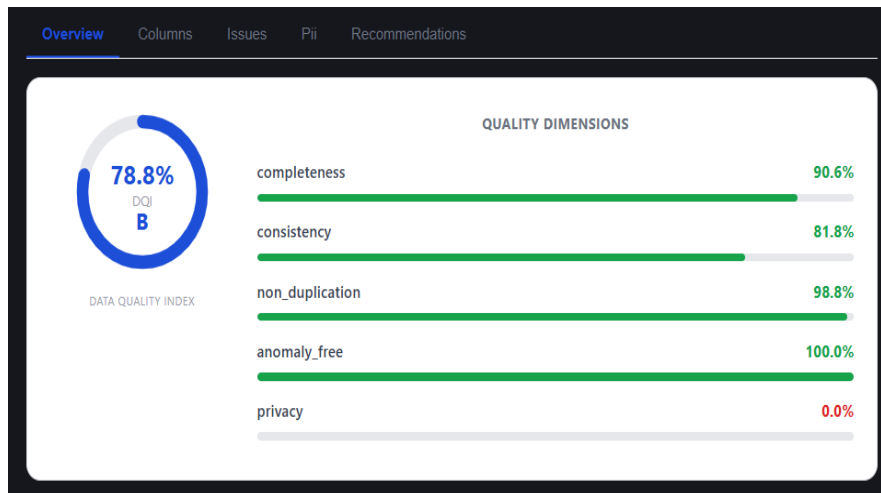 Overview Columns Issues Pii Recommendations
78.8%
DQI
B
DATA QUALITY INDEX
QUALITY DIMENSIONS
completeness 90.6%
consistency 81.8%
non_duplication 98.8%
anomaly_free 100.0%
privacy 0.0%